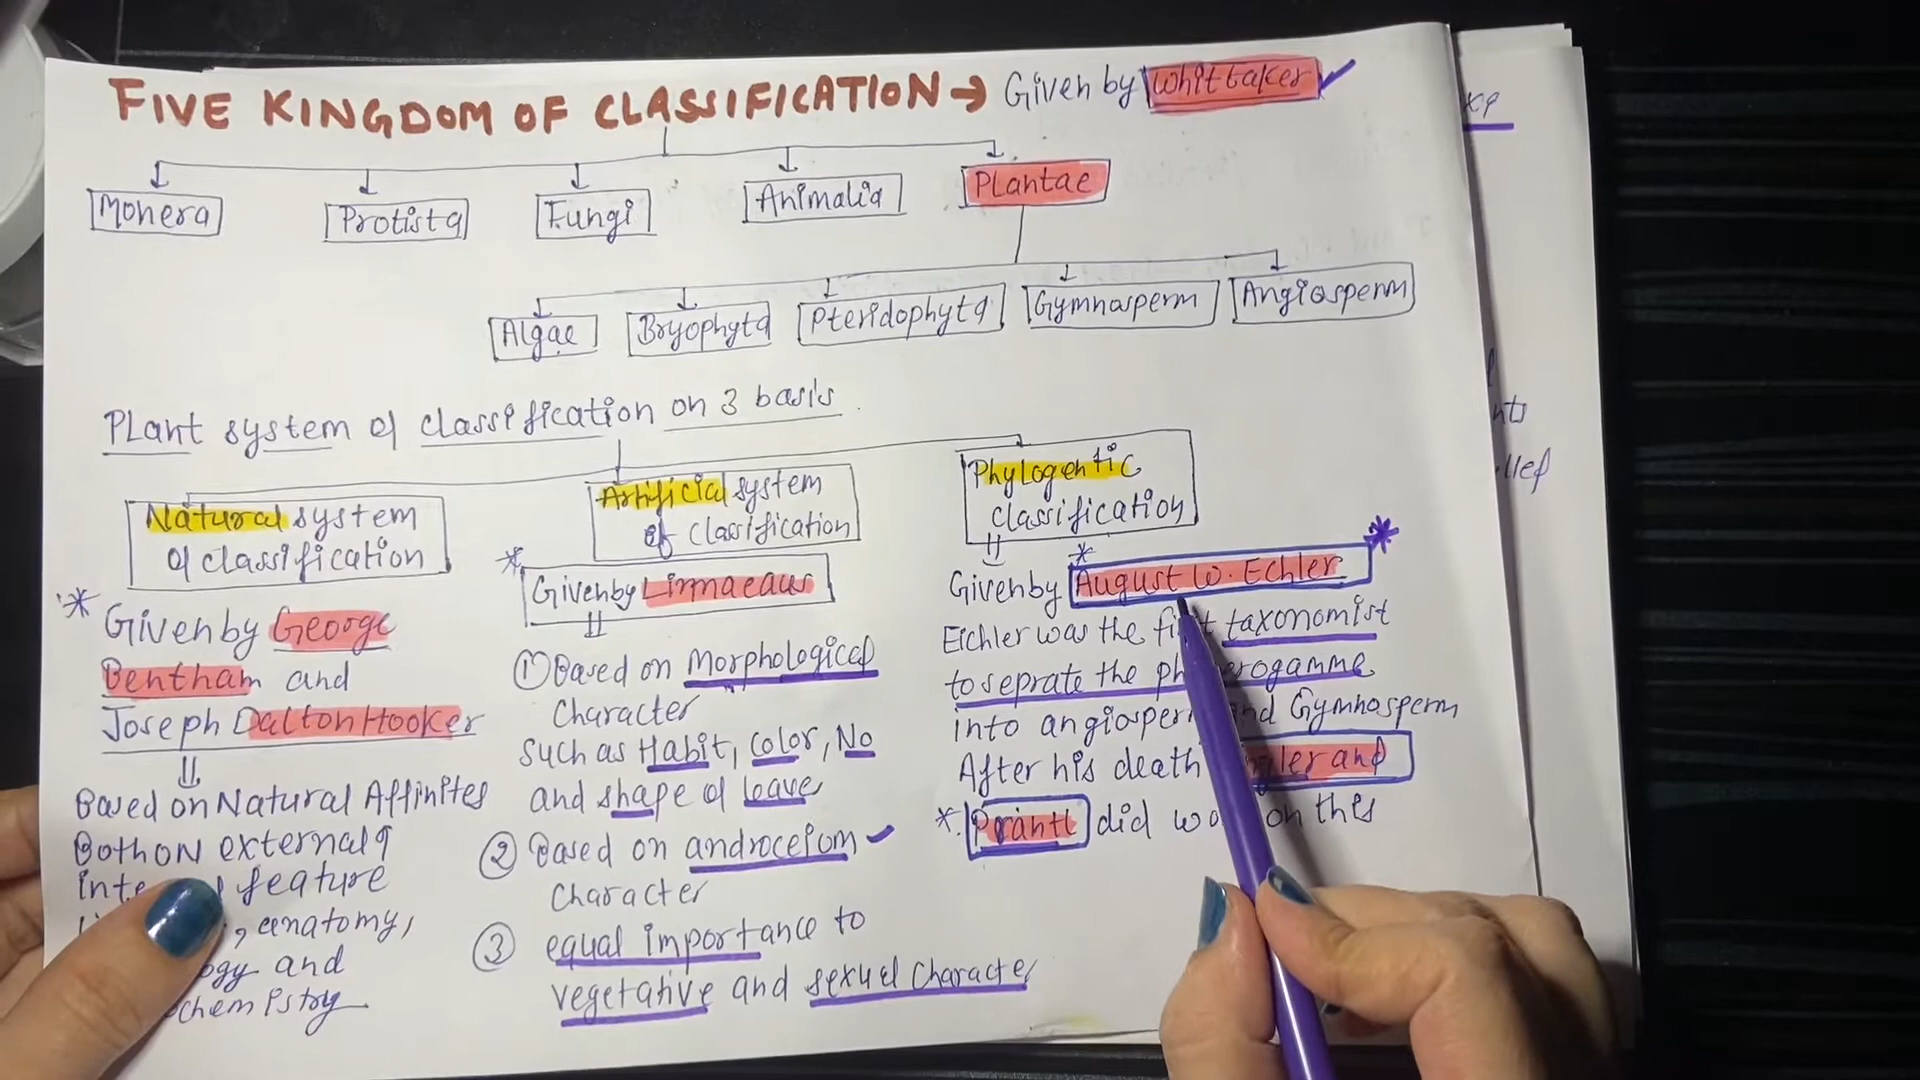 FIVE KINGDOM OF CLASSIFICATION → Given by Whittaker ✓
Monera Protista Fungi Animalia Plantae
Algae Bryophyta Pteridophyta Gymnosperm Angiosperm
Plant system of classification on 3 basis
Natural system
of classification
* Given by George
Bentham and
Joseph Dalton Hooker
Based on Natural Affinites
Both on external &
feature
, anatomy,
and
chemistry
Artificial system
of classification
* Given by Linnaeaus
① Based on Morphological
Character
such as Habit, Color, No
and shape of leave
② Based on androceiom ✓
Character
③ equal importance to
vegetative and sexuel Character
Phylogentic
classification
Given by August W. Echler *
Eichler was the taxonomist
to seprate the
into and Gymnosperm
After his death and
* Prantl did on this